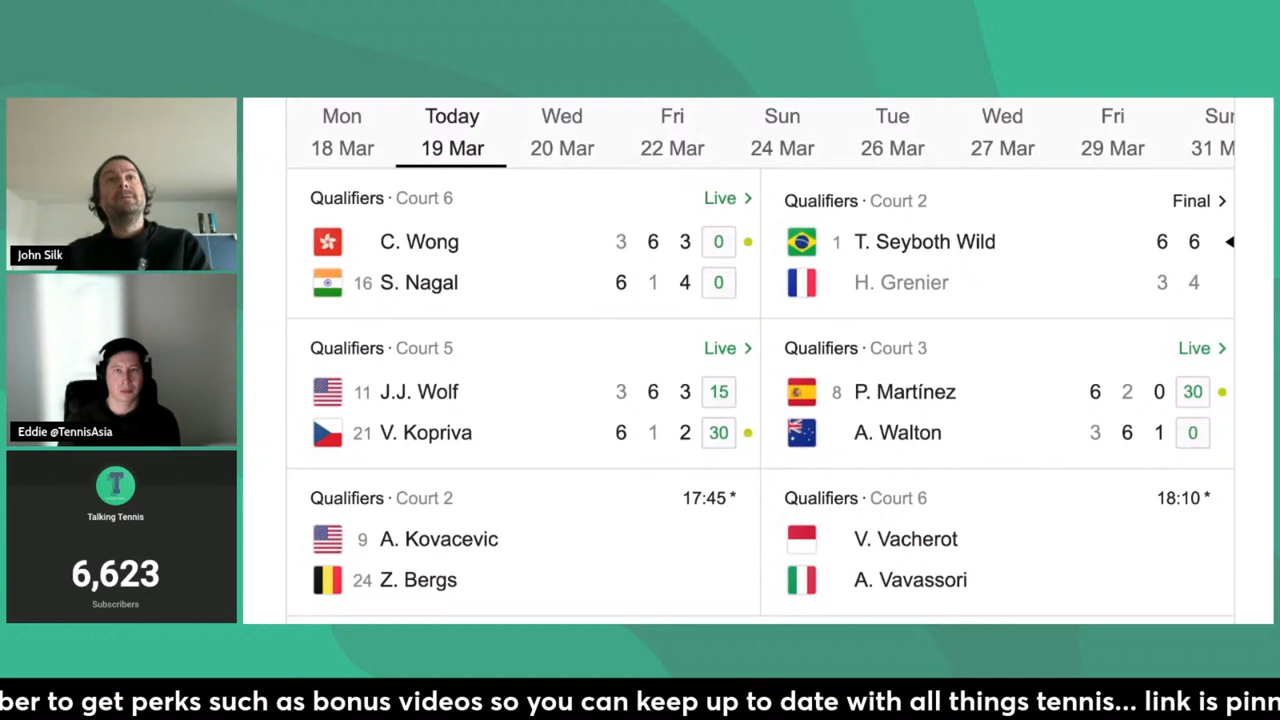 John Silk
Eddie @TennisAsia
Talking Tennis
6,623
Subscribers
Mon Today Wed Fri Sun Tue Wed Fri Sur
18 Mar 19 Mar 20 Mar 22 Mar 24 Mar 26 Mar 27 Mar 29 Mar 31 M
Qualifiers · Court 6 Live >
C. Wong 3 6 3 0
16 S. Nagal 6 1 4 0
Qualifiers · Court 2 Final >
1 T. Seyboth Wild 6 6
H. Grenier 3 4
Qualifiers · Court 5 Live >
11 J.J. Wolf 3 6 3 15
21 V. Kopriva 6 1 2 30
Qualifiers · Court 3 Live >
8 P. Martínez 6 2 0 30
A. Walton 3 6 1 0
Qualifiers · Court 2 17:45 *
9 A. Kovacevic
24 Z. Bergs
Qualifiers · Court 6 18:10 *
V. Vacherot
A. Vavassori
ber to get perks such as bonus videos so you can keep up to date with all things tennis... link is pinn